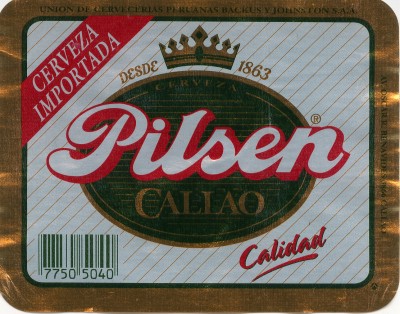 UNION DE CERVECERIAS PERUANAS BACKUS Y JOHNSTON S.A.A.
CERVEZA
IMPORTADA
DESDE 1863
CERVEZA
Pilsen®
CALLAO
Calidad
7750 5040